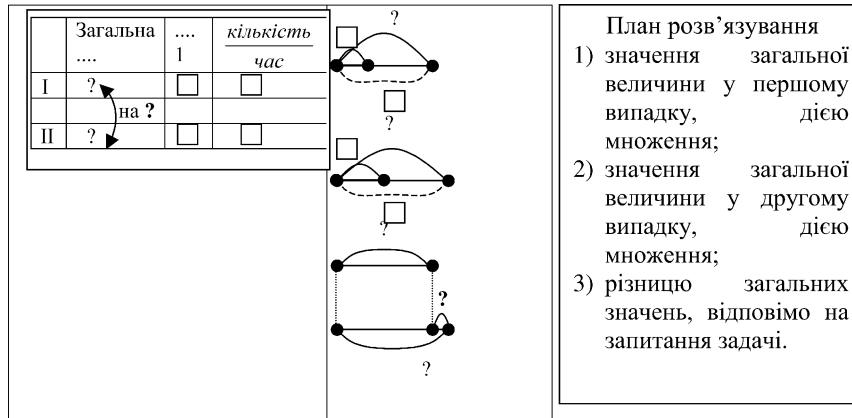 Загальна
....
....
1
кількість
час
I
?
на ?
II
?
?
?
?
?
?
План розв’язування
1) значення загальної
величини у першому
випадку, дією
множення;
2) значення загальної
величини у другому
випадку, дією
множення;
3) різницю загальних
значень, відповімо на
запитання задачі.